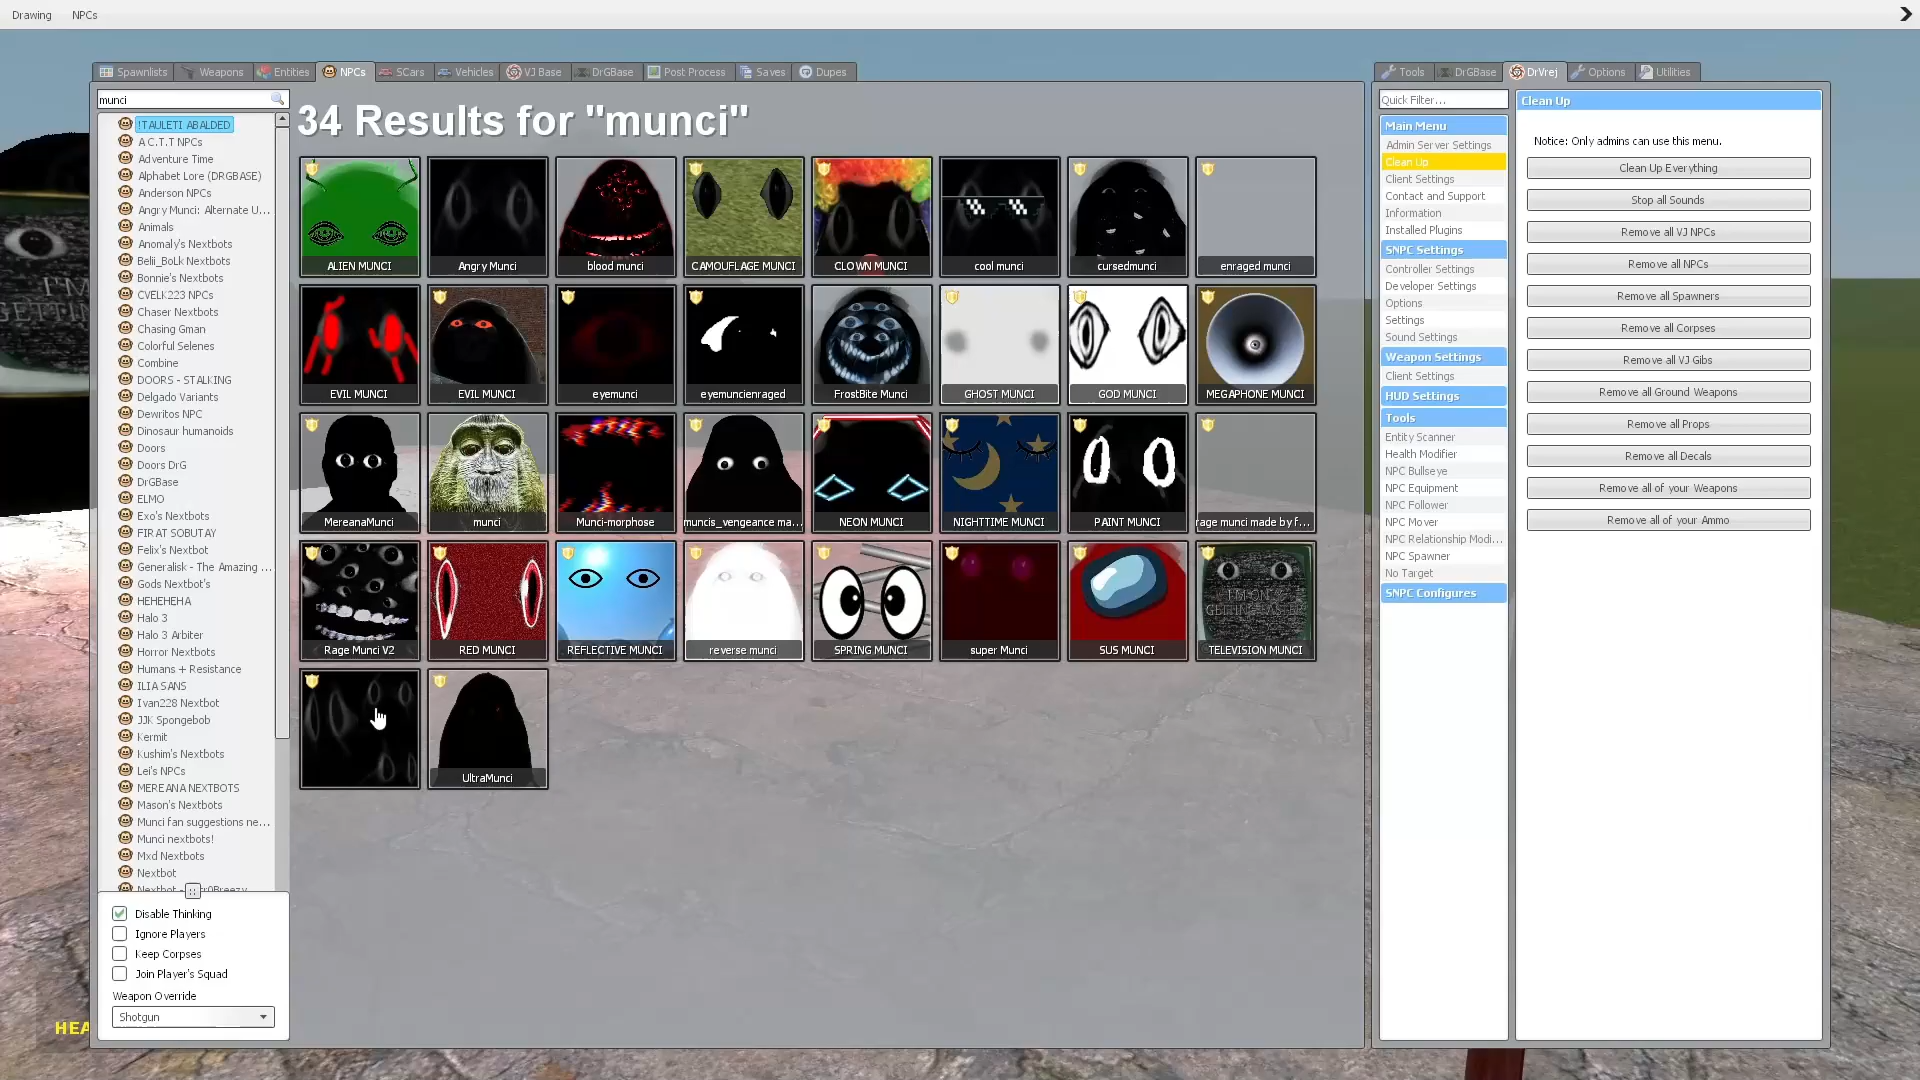 Drawing NPCs
Spawnlists Weapons Entities NPCs SCars Vehicles VJ Base DrGBase Post Process Saves Dupes
Tools DrGBase DrVrej Options Utilities
munci
34 Results for "munci"
!TAULETI ABALDED
A.C.T.T NPCs
Adventure Time
Alphabet Lore (DRGBASE)
Anderson NPCs
Angry Munci: Alternate U...
Animals
Anomaly's Nextbots
Belii_BoLk Nextbots
Bonnie's Nextbots
CVELK223 NPCs
Chaser Nextbots
Chasing Gman
Colorful Selenes
Combine
DOORS - STALKING
Delgado Variants
Dewritos NPC
Dinosaur humanoids
Doors
Doors DrG
DrGBase
ELMO
Exo's Nextbots
FIRAT SOBUTAY
Felix's Nextbot
Generalisk - The Amazing ...
Gods Nextbot's
HEHEHEHA
Halo 3
Halo 3 Arbiter
Horror Nextbots
Humans + Resistance
ILIA SANS
Ivan228 Nextbot
JJK Spongebob
Kermit
Kushim's Nextbots
Lei's NPCs
MEREANA NEXTBOTS
Mason's Nextbots
Munci fan suggestions ne...
Munci nextbots!
Mxd Nextbots
Nextbot
Disable Thinking
Ignore Players
Keep Corpses
Join Player's Squad
Weapon Override
Shotgun
HEA
ALIEN MUNCI Angry Munci blood munci CAMOUFLAGE MUNCI CLOWN MUNCI cool munci cursedmunci enraged munci
EVIL MUNCI EVIL MUNCI eyemunci eyemuncienraged FrostBite Munci GHOST MUNCI GOD MUNCI MEGAPHONE MUNCI
MereanaMunci munci Munci-morphose muncis_vengeance ma... NEON MUNCI NIGHTTIME MUNCI PAINT MUNCI rage munci made by f...
I'M ONLY
GETTING FASTER
Rage Munci V2 RED MUNCI REFLECTIVE MUNCI reverse munci SPRING MUNCI super Munci SUS MUNCI TELEVISION MUNCI
UltraMunci
Quick Filter...
Main Menu
Admin Server Settings
Clean Up
Client Settings
Contact and Support
Information
Installed Plugins
SNPC Settings
Controller Settings
Developer Settings
Options
Settings
Sound Settings
Weapon Settings
Client Settings
HUD Settings
Tools
Entity Scanner
Health Modifier
NPC Bullseye
NPC Equipment
NPC Follower
NPC Mover
NPC Relationship Modi...
NPC Spawner
No Target
SNPC Configures
Clean Up
Notice: Only admins can use this menu.
Clean Up Everything
Stop all Sounds
Remove all VJ NPCs
Remove all NPCs
Remove all Spawners
Remove all Corpses
Remove all VJ Gibs
Remove all Ground Weapons
Remove all Props
Remove all Decals
Remove all of your Weapons
Remove all of your Ammo